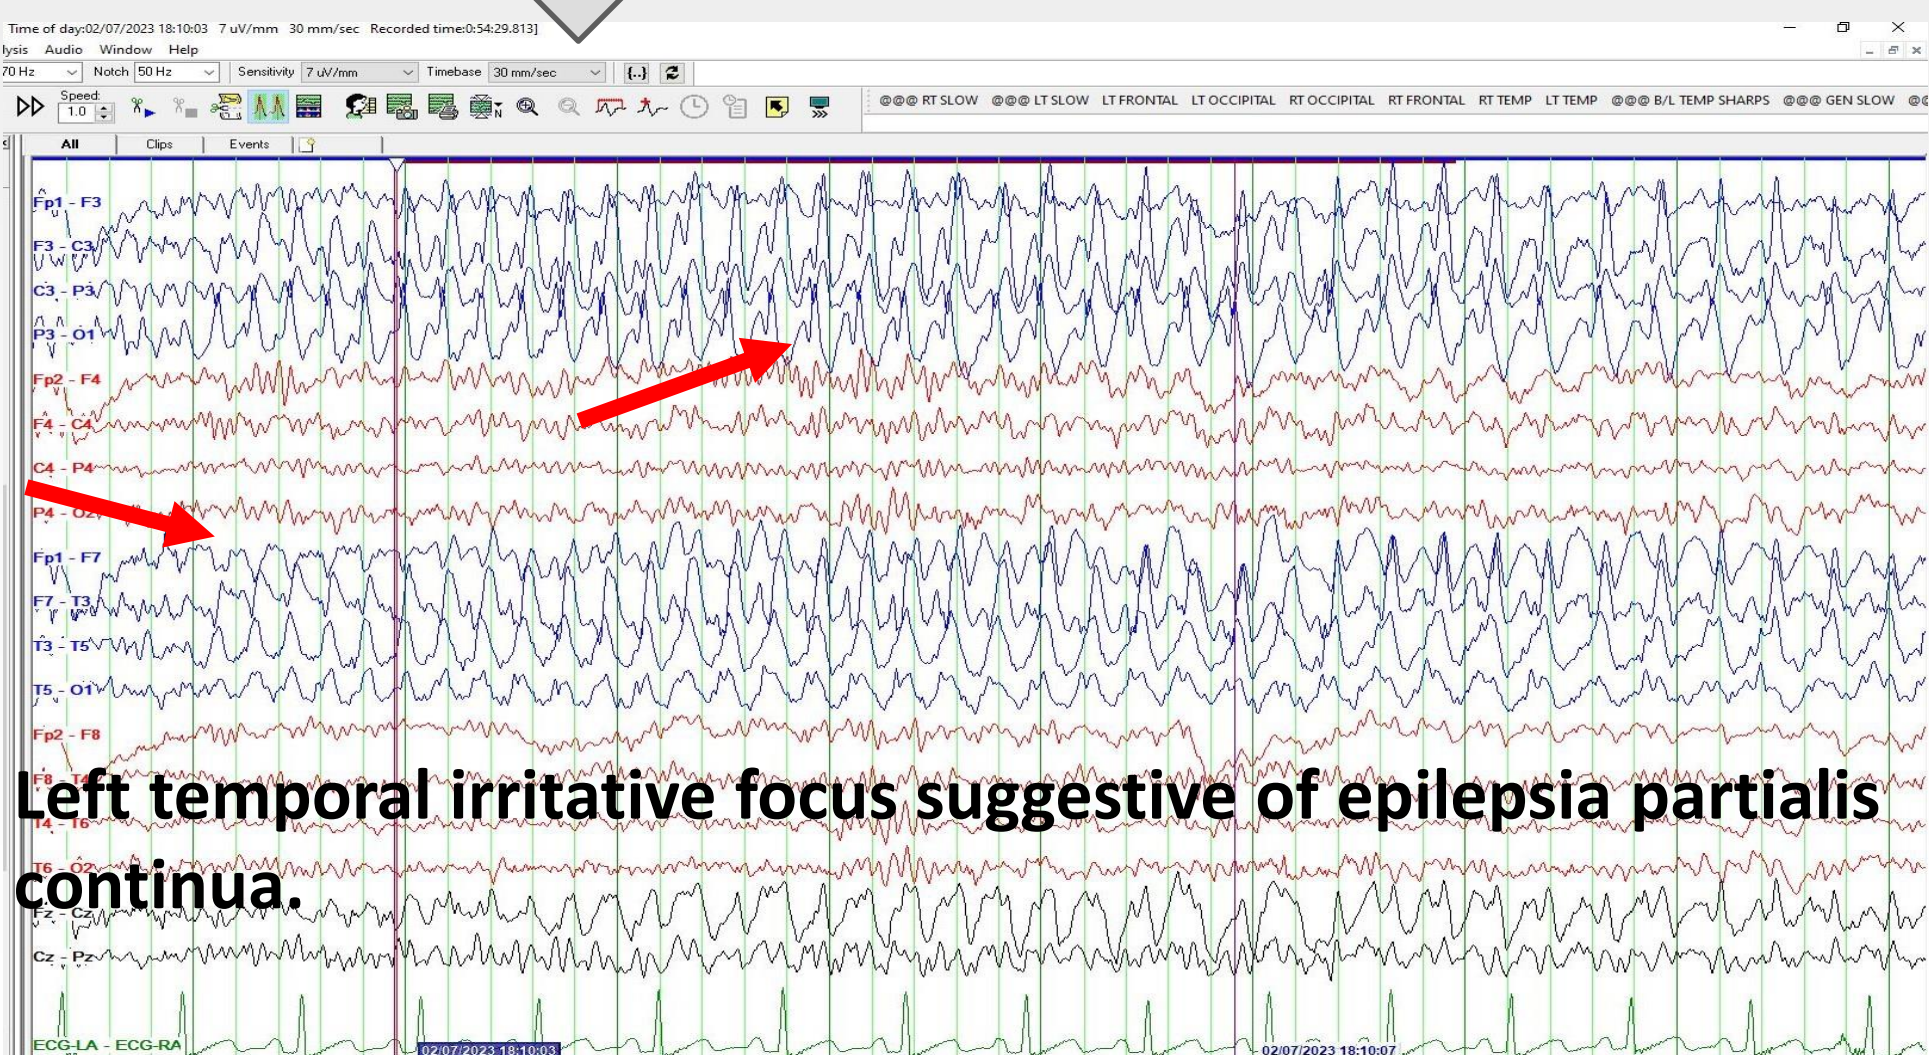 Time of day:02/07/2023 18:10:03 7 uV/mm 30 mm/sec Recorded time:0:54:29.813]
lysis Audio Window Help
70 Hz Notch 50 Hz Sensitivity 7 uV/mm Timebase 30 mm/sec {..}
Speed: 1.0 N @@@ RT SLOW @@@ LT SLOW LT FRONTAL LT OCCIPITAL RT OCCIPITAL RT FRONTAL RT TEMP LT TEMP @@@ B/L TEMP SHARPS @@@ GEN SLOW @@
All Clips Events
Fp1 - F3
F3 - C3
C3 - P3
P3 - O1
Fp2 - F4
F4 - C4
C4 - P4
P4 - O2
Fp1 - F7
F7 - T3
T3 - T5
T5 - O1
Fp2 - F8
F8 - T4
Left temporal irritative focus suggestive of epilepsia partialis
T4 - T6
T6 - O2
continua.
Fz - Cz
Cz - Pz
ECG-LA - ECG-RA
02/07/2023 18:10:03 02/07/2023 18:10:07